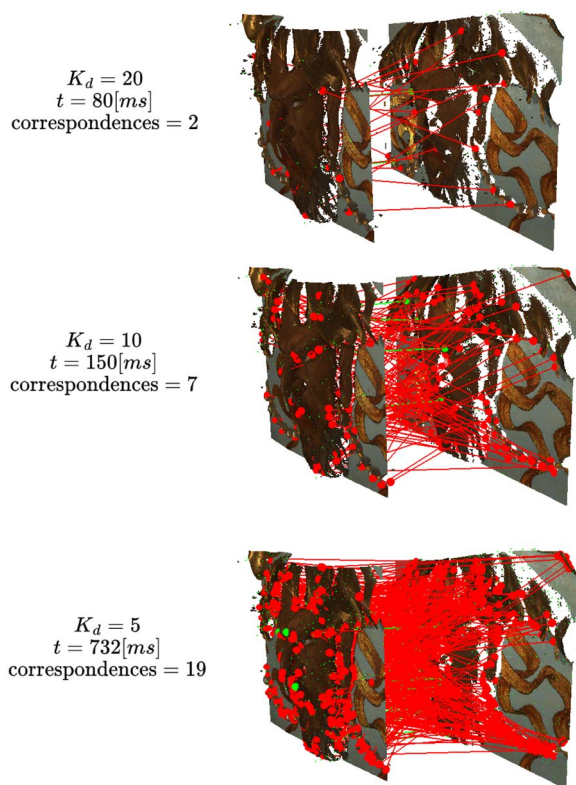 K_d = 20
t = 80[ms]
correspondences = 2
K_d = 10
t = 150[ms]
correspondences = 7
K_d = 5
t = 732[ms]
correspondences = 19